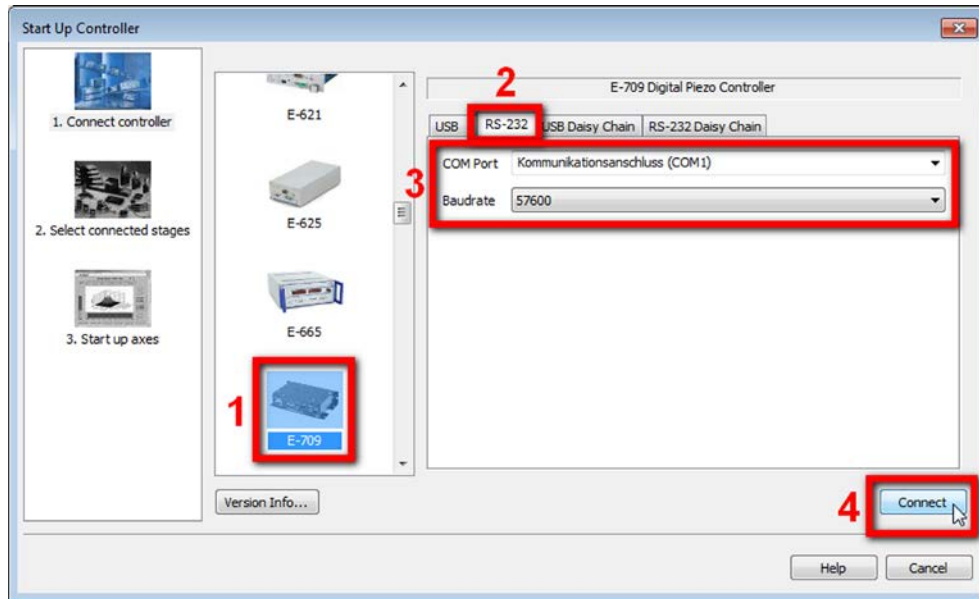 Start Up Controller
1. Connect controller
2. Select connected stages
3. Start up axes
E-621
E-625
E-665
1
E-709
Version Info...
E-709 Digital Piezo Controller
2
USB RS-232 USB Daisy Chain RS-232 Daisy Chain
3
COM Port Kommunikationsanschluss (COM1)
Baudrate 57600
4
Connect
Help Cancel